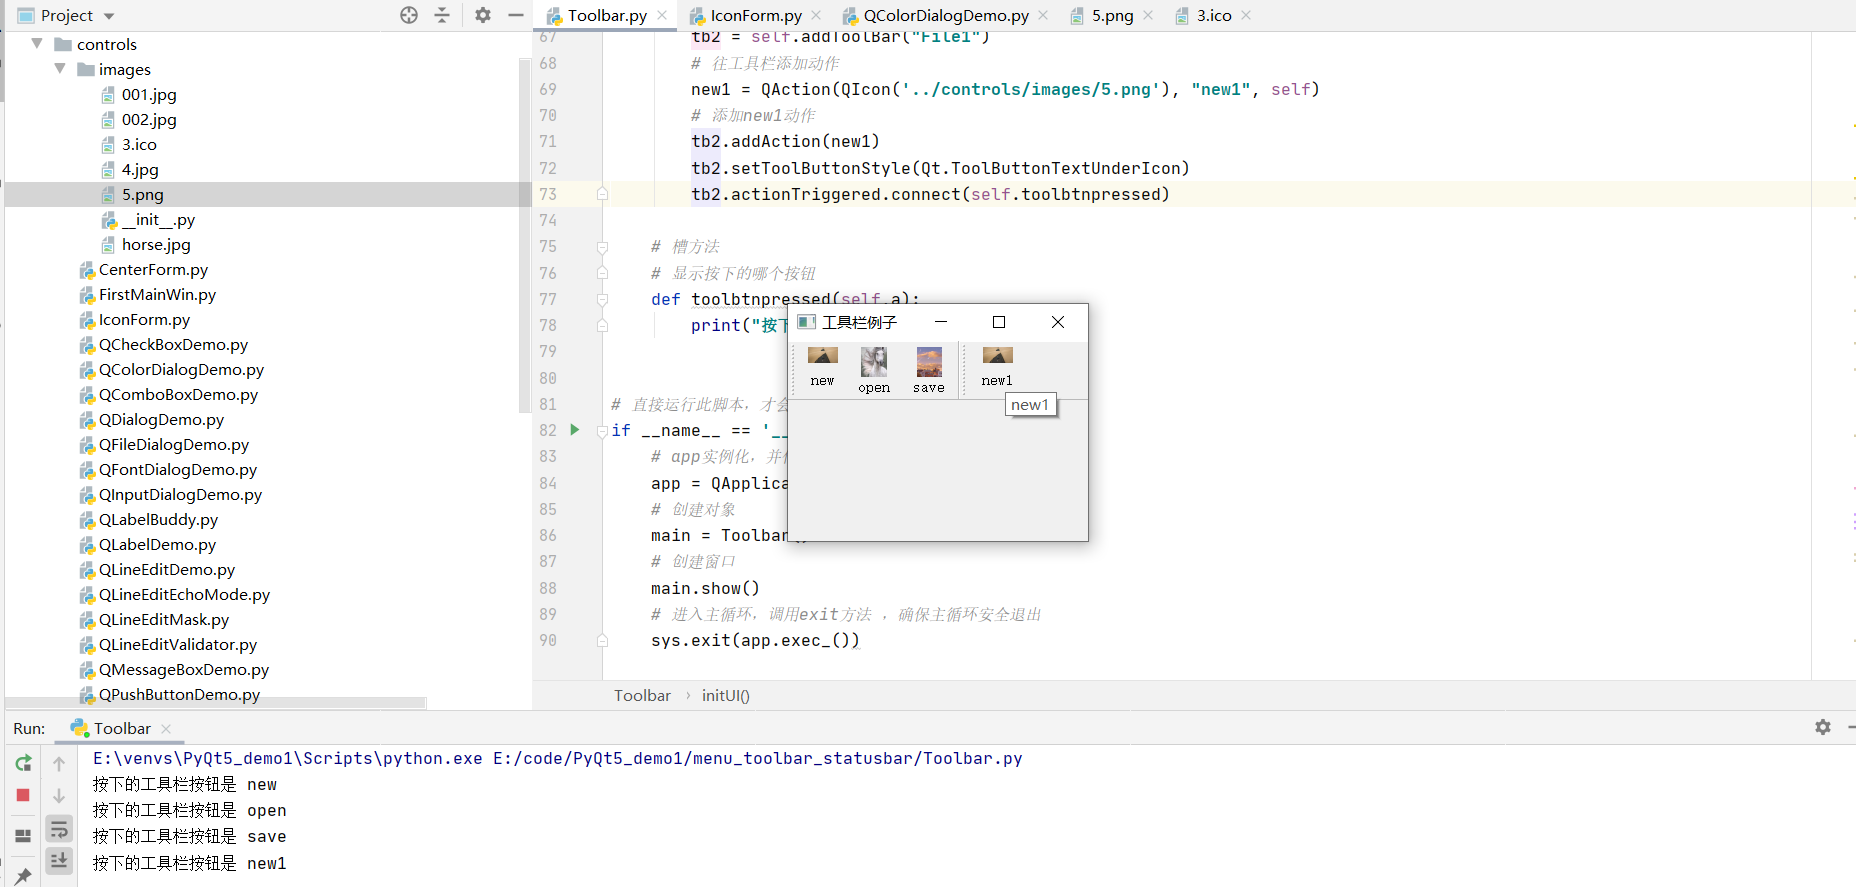 Project
Toolbar.py
IconForm.py
QColorDialogDemo.py
5.png
3.ico
controls
images
001.jpg
002.jpg
3.ico
4.jpg
5.png
__init__.py
horse.jpg
CenterForm.py
FirstMainWin.py
IconForm.py
QCheckBoxDemo.py
QColorDialogDemo.py
QComboBoxDemo.py
QDialogDemo.py
QFileDialogDemo.py
QFontDialogDemo.py
QInputDialogDemo.py
QLabelBuddy.py
QLabelDemo.py
QLineEditDemo.py
QLineEditEchoMode.py
QLineEditMask.py
QLineEditValidator.py
QMessageBoxDemo.py
QPushButtonDemo.py
67 tb2 = self.addToolBar("File1")
68 # 往工具栏添加动作
69 new1 = QAction(QIcon('../controls/images/5.png'), "new1", self)
70 # 添加new1动作
71 tb2.addAction(new1)
72 tb2.setToolButtonStyle(Qt.ToolButtonTextUnderIcon)
73 tb2.actionTriggered.connect(self.toolbtnpressed)
74
75 # 槽方法
76 # 显示按下的哪个按钮
77 def toolbtnpressed(self,a):
78 print("按下
79
80
81 # 直接运行此脚本，才会
82 if __name__ == '__
83 # app实例化，并
84 app = QApplica
85 # 创建对象
86 main = Toolbar()
87 # 创建窗口
88 main.show()
89 # 进入主循环，调用exit方法 ，确保主循环安全退出
90 sys.exit(app.exec_())
工具栏例子
new
open
save
new1
new1
Toolbar › initUI()
Run: Toolbar
E:\venvs\PyQt5_demo1\Scripts\python.exe E:/code/PyQt5_demo1/menu_toolbar_statusbar/Toolbar.py
按下的工具栏按钮是 new
按下的工具栏按钮是 open
按下的工具栏按钮是 save
按下的工具栏按钮是 new1